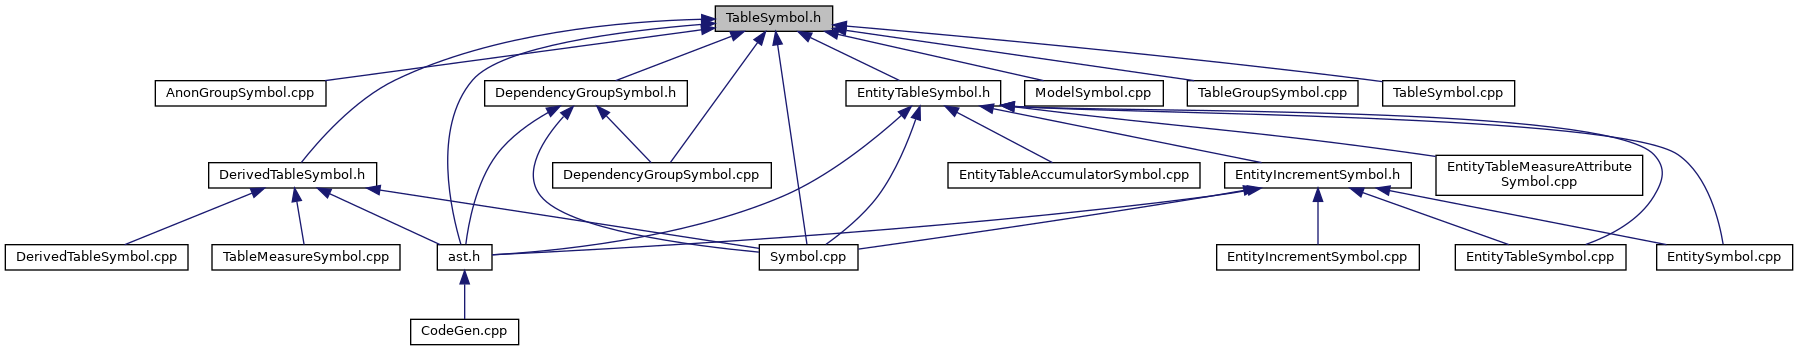 TableSymbol.h
AnonGroupSymbol.cpp
DependencyGroupSymbol.h
EntityTableSymbol.h
ModelSymbol.cpp
TableGroupSymbol.cpp
TableSymbol.cpp
DerivedTableSymbol.h
DependencyGroupSymbol.cpp
EntityTableAccumulatorSymbol.cpp
EntityIncrementSymbol.h
EntityTableMeasureAttribute
Symbol.cpp
DerivedTableSymbol.cpp
TableMeasureSymbol.cpp
ast.h
Symbol.cpp
EntityIncrementSymbol.cpp
EntityTableSymbol.cpp
EntitySymbol.cpp
CodeGen.cpp